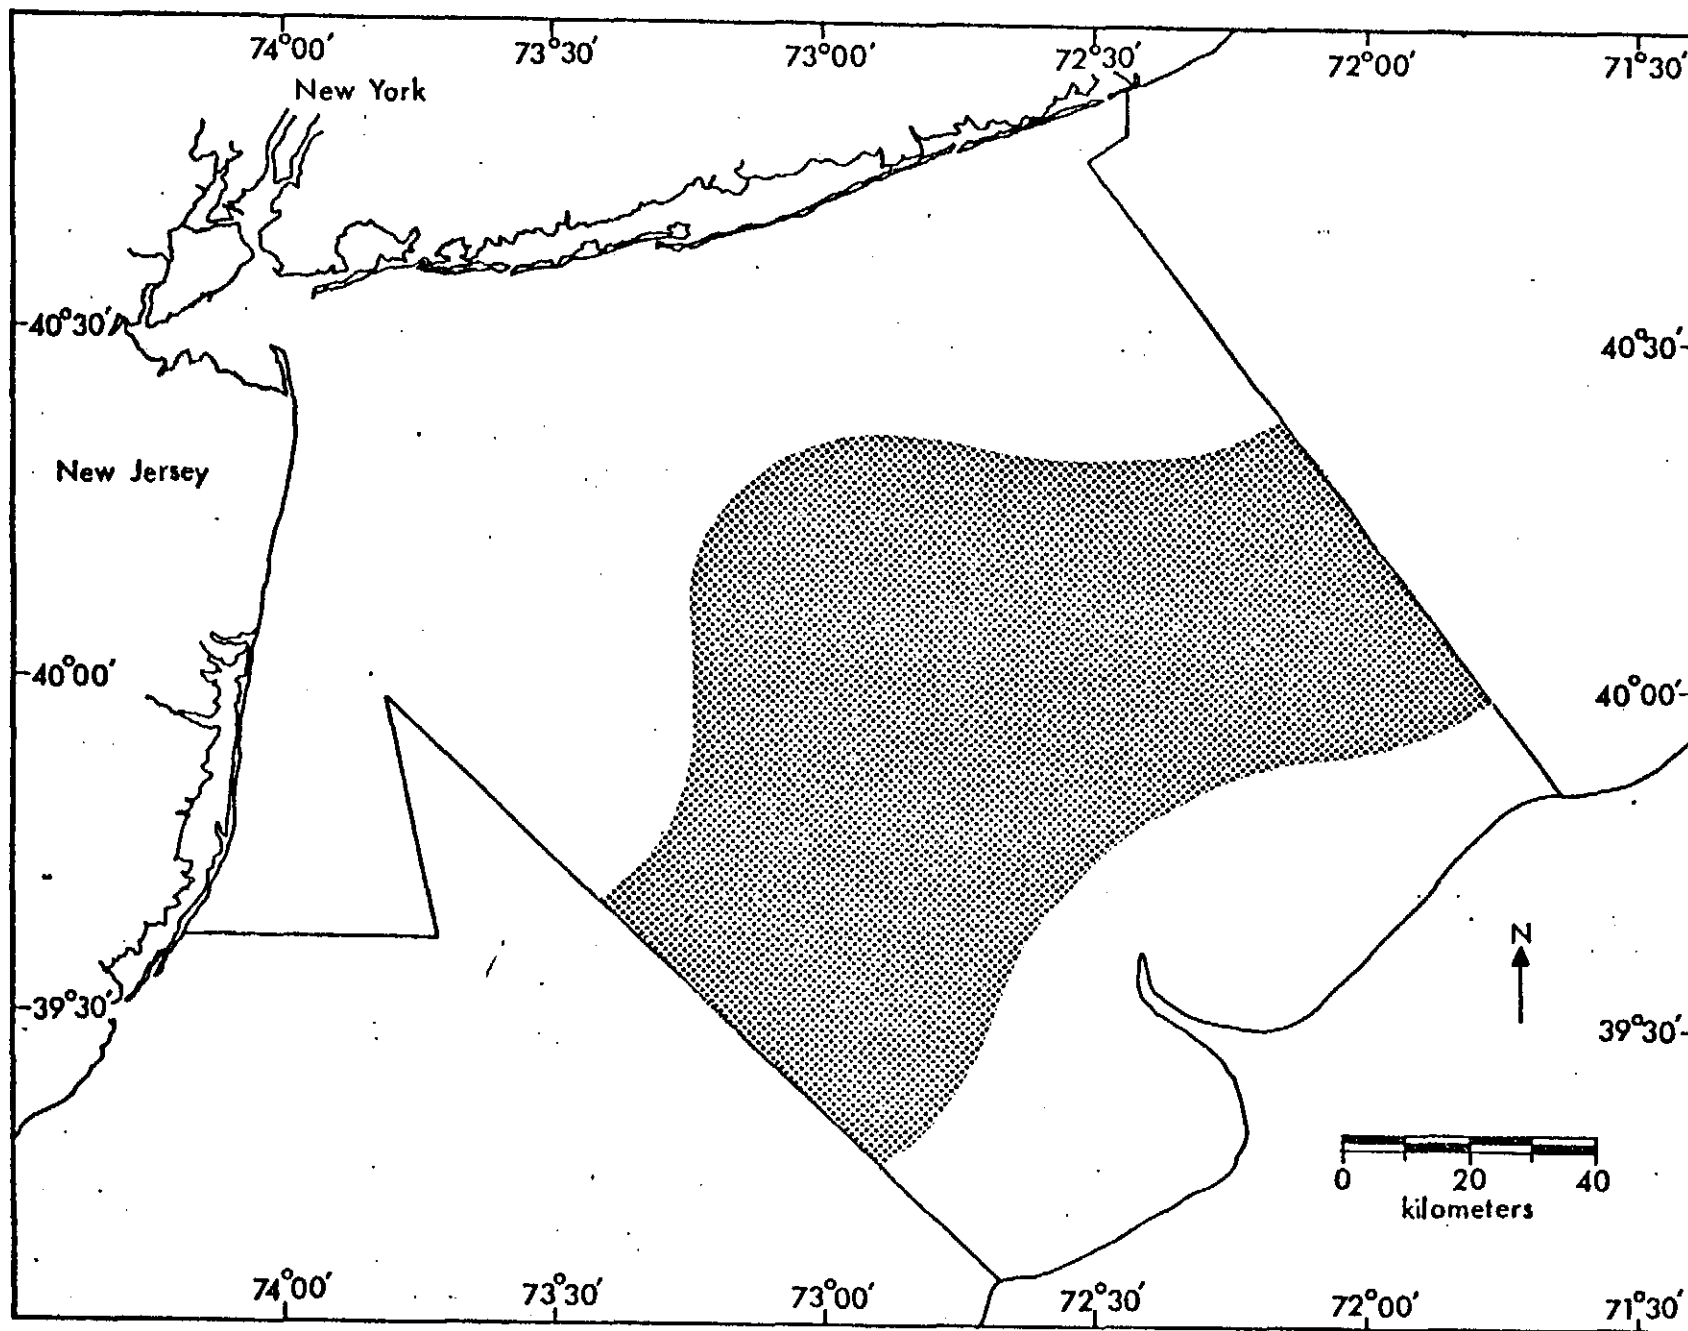 74°00′ 73°30′ 73°00′ 72°30′ 72°00′ 71°30′
New York
40°30′ 40°30′
New Jersey
40°00′ 40°00′
N
39°30′ 39°30′
0 20 40
kilometers
74°00′ 73°30′ 73°00′ 72°30′ 72°00′ 71°30′